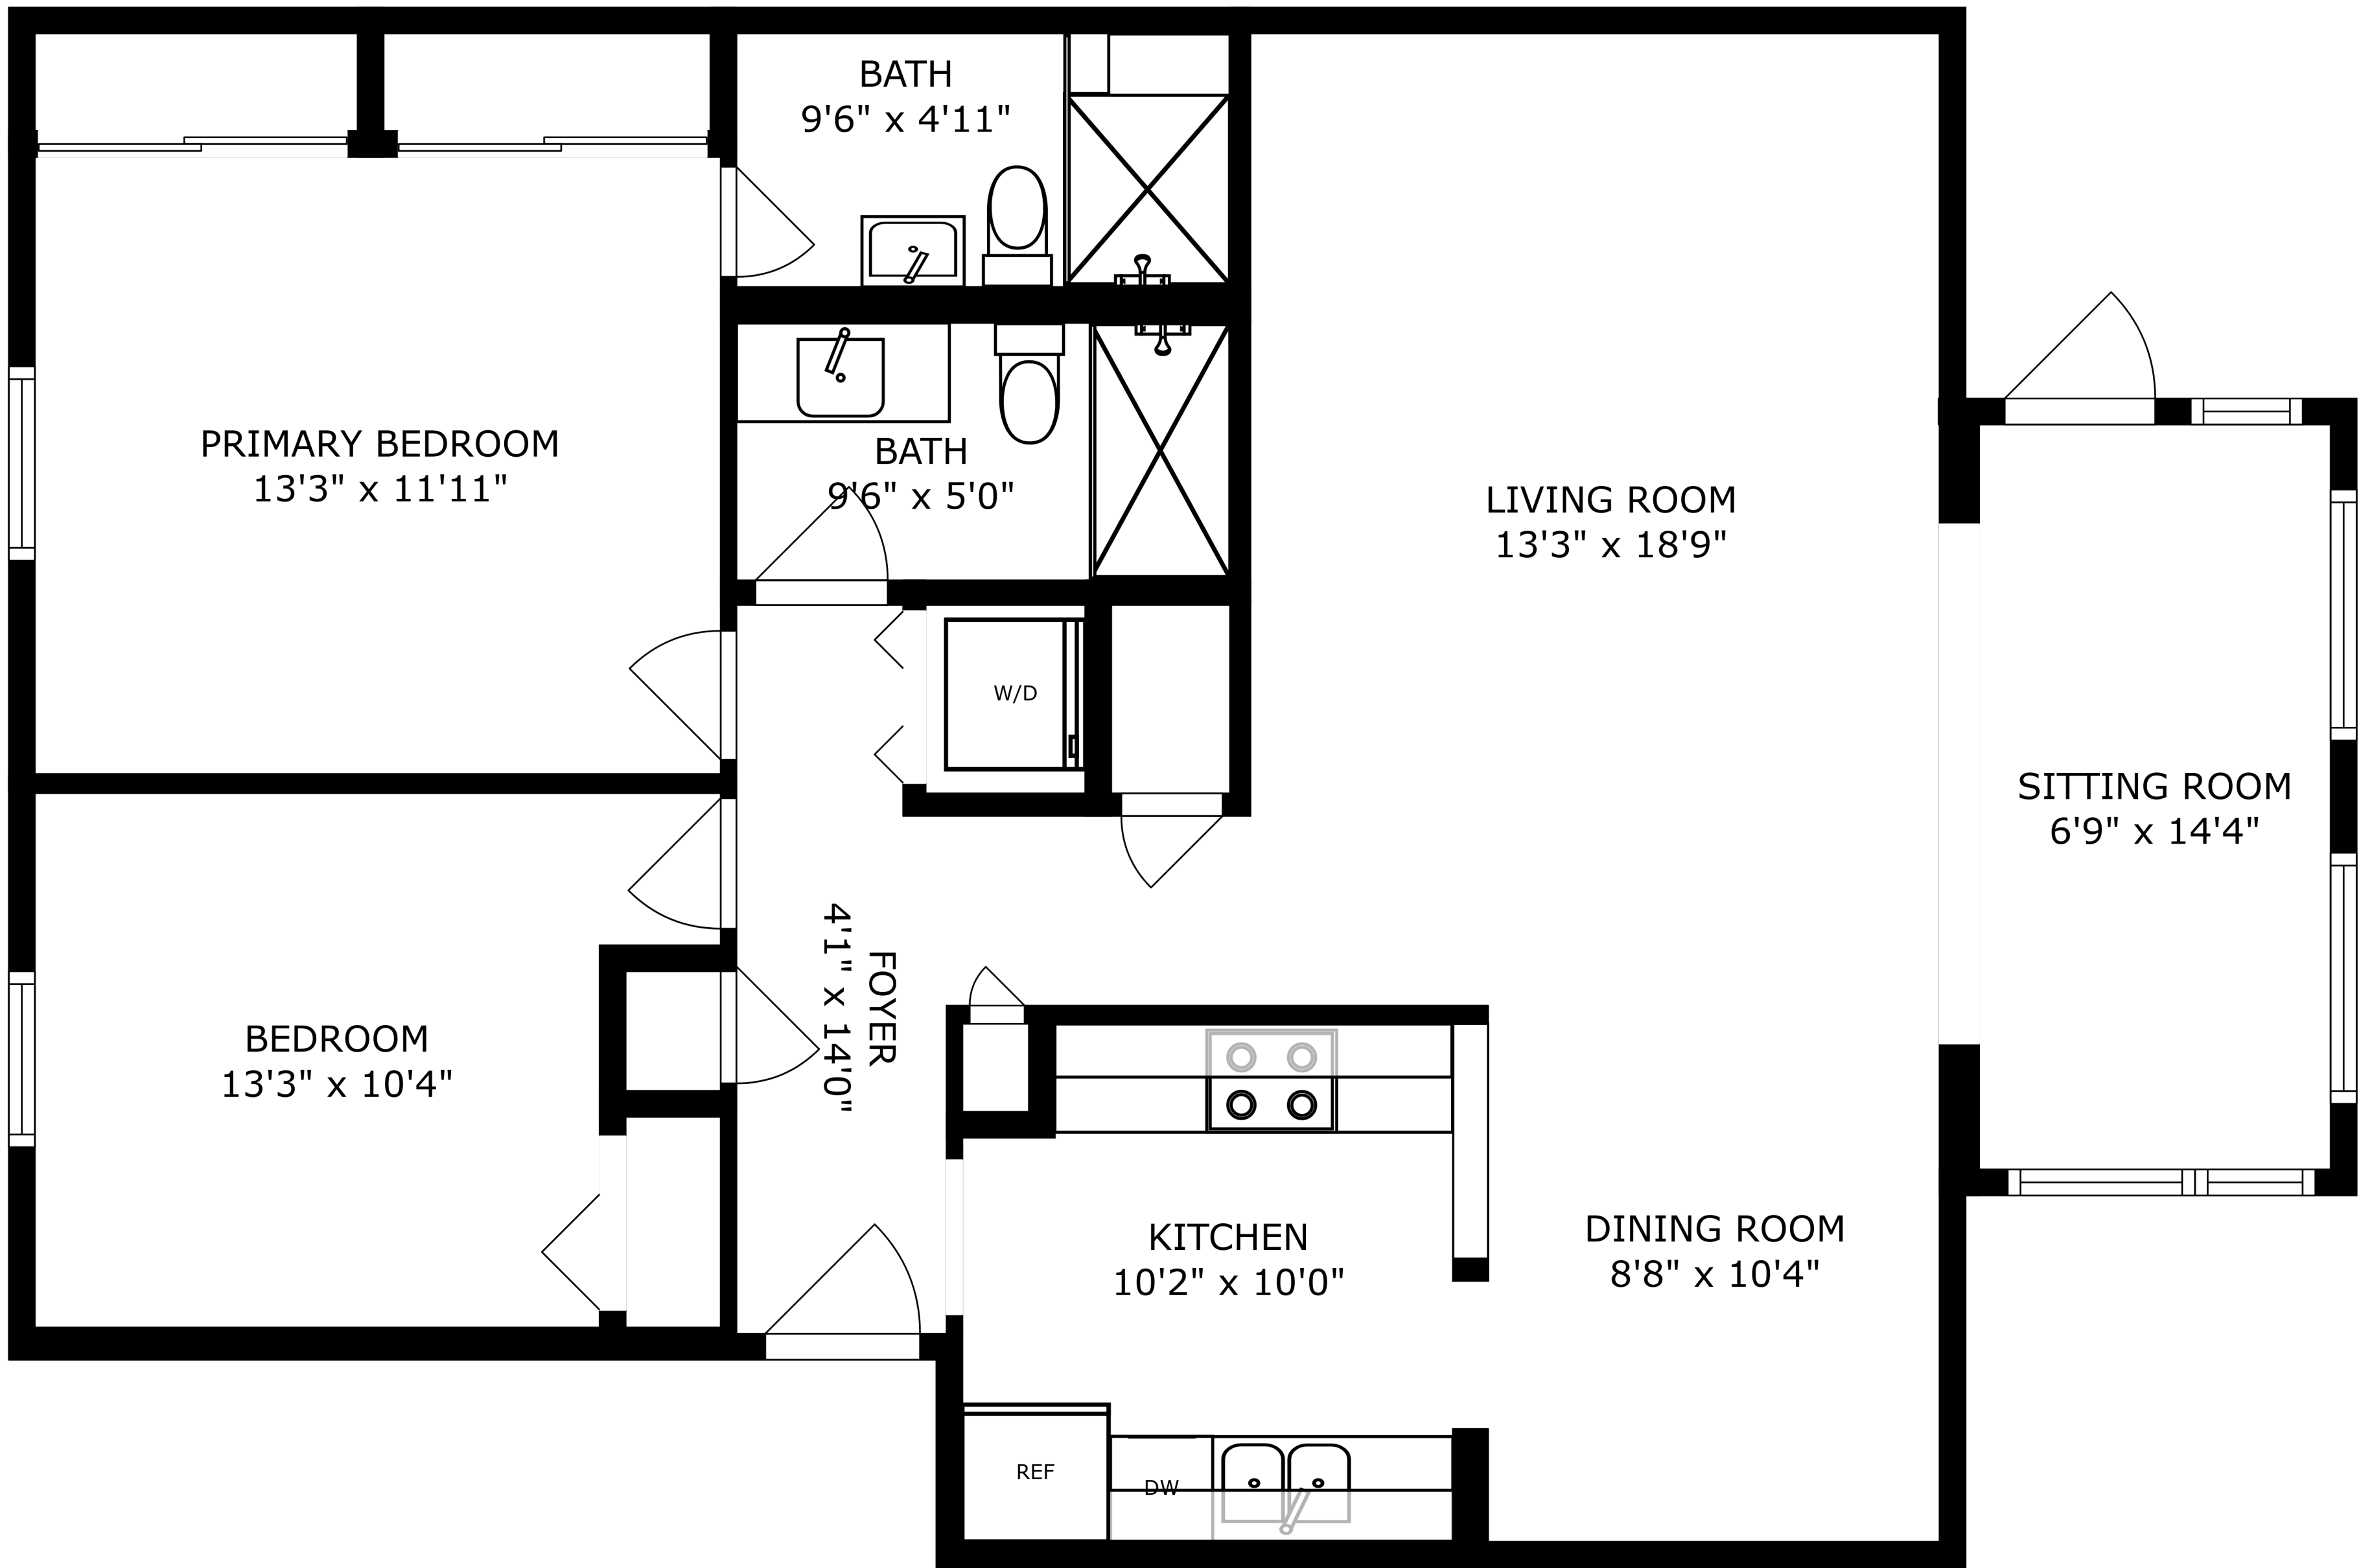 BATH
9'6" x 4'11"
PRIMARY BEDROOM
13'3" x 11'11"
BATH
9'6" x 5'0"
LIVING ROOM
13'3" x 18'9"
W/D
SITTING ROOM
6'9" x 14'4"
FOYER
4'1" x 14'0"
BEDROOM
13'3" x 10'4"
KITCHEN
10'2" x 10'0"
DINING ROOM
8'8" x 10'4"
REF
DW